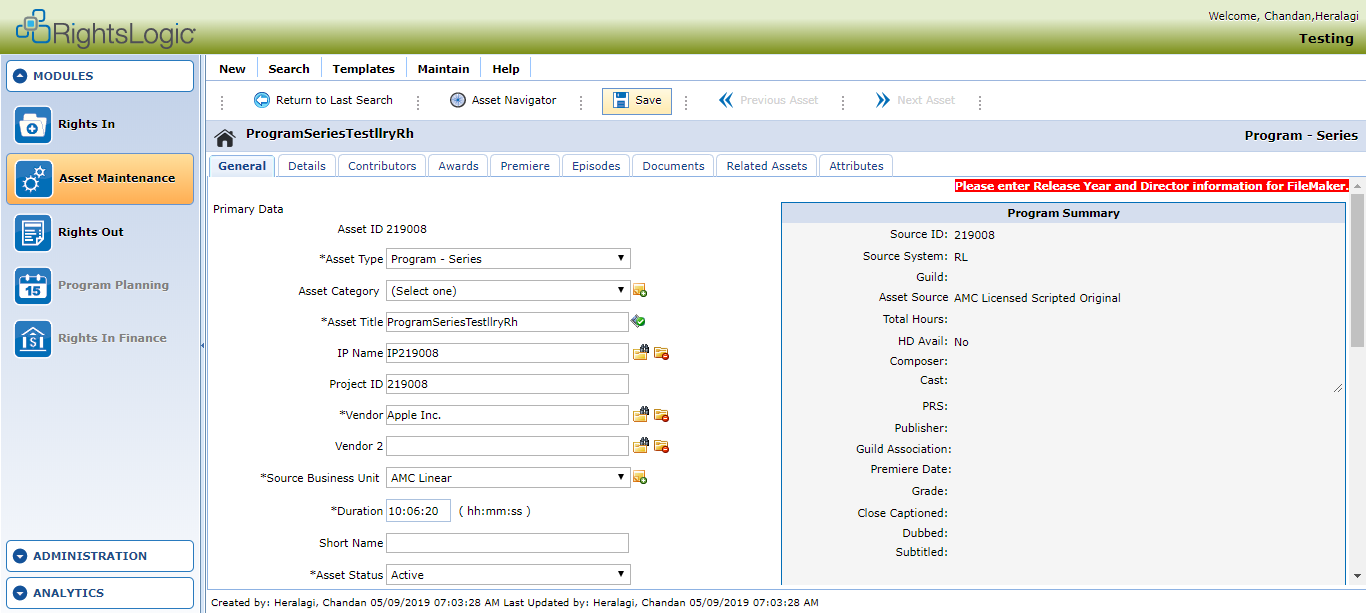 RightsLogic
Welcome, Chandan,Heralagi
Testing
MODULES
Rights In
Asset Maintenance
Rights Out
15
Program Planning
$
Rights In Finance
ADMINISTRATION
ANALYTICS
New Search Templates Maintain Help
Return to Last Search Asset Navigator Save Previous Asset Next Asset
ProgramSeriesTestllryRh
Program - Series
General Details Contributors Awards Premiere Episodes Documents Related Assets Attributes
Please enter Release Year and Director information for FileMaker.
Primary Data
Asset ID 219008
*Asset Type Program - Series
Asset Category (Select one)
*Asset Title ProgramSeriesTestllryRh
IP Name IP219008
Project ID 219008
*Vendor Apple Inc.
Vendor 2
*Source Business Unit AMC Linear
*Duration 10:06:20 ( hh:mm:ss )
Short Name
*Asset Status Active
Program Summary
Source ID: 219008
Source System: RL
Guild:
Asset Source AMC Licensed Scripted Original
Total Hours:
HD Avail: No
Composer:
Cast:
PRS:
Publisher:
Guild Association:
Premiere Date:
Grade:
Close Captioned:
Dubbed:
Subtitled:
Created by: Heralagi, Chandan 05/09/2019 07:03:28 AM Last Updated by: Heralagi, Chandan 05/09/2019 07:03:28 AM